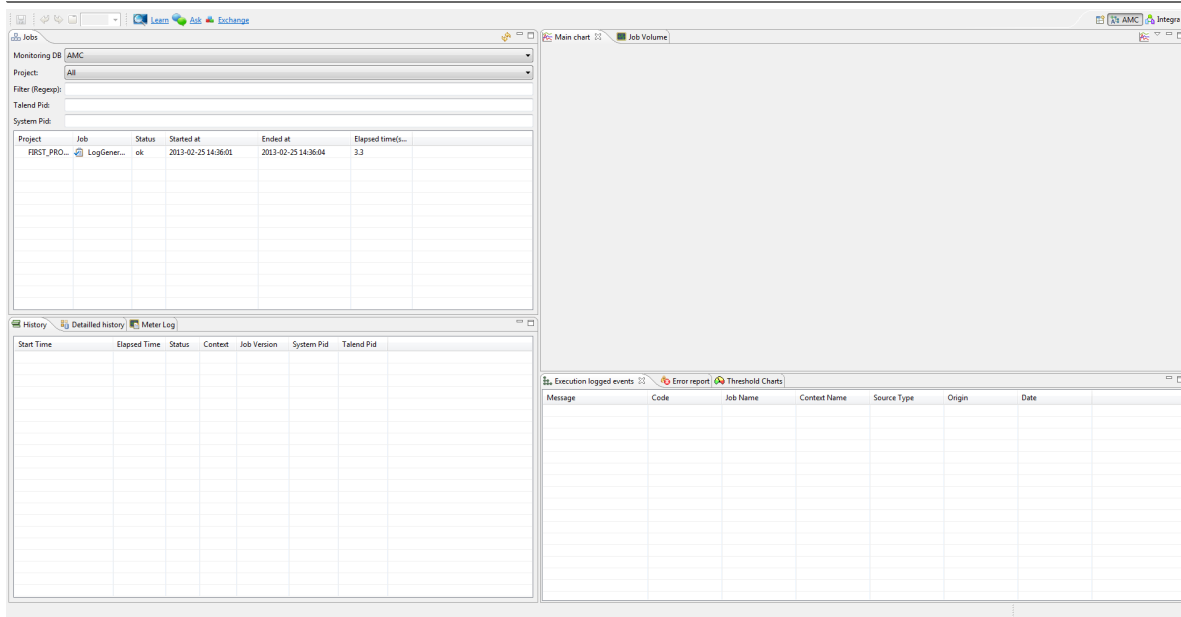 Learn Ask Exchange AMC Integra
Jobs
Monitoring DB AMC
Project: All
Filter (Regexp):
Talend Pid:
System Pid:
Project Job Status Started at Ended at Elapsed time(s...
FIRST_PRO... LogGener... ok 2013-02-25 14:36:01 2013-02-25 14:36:04 3.3
History Detailled history Meter Log
Start Time Elapsed Time Status Context Job Version System Pid Talend Pid
Main chart Job Volume
Execution logged events Error report Threshold Charts
Message Code Job Name Context Name Source Type Origin Date